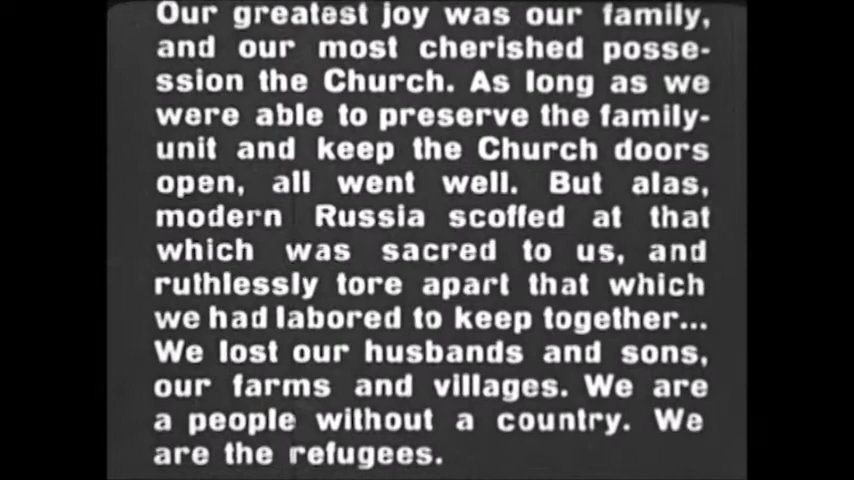 Our greatest joy was our family,
and our most cherished posse-
ssion the Church. As long as we
were able to preserve the family-
unit and keep the Church doors
open, all went well. But alas,
modern Russia scoffed at that
which was sacred to us, and
ruthlessly tore apart that which
we had labored to keep together...
We lost our husbands and sons,
our farms and villages. We are
a people without a country. We
are the refugees.